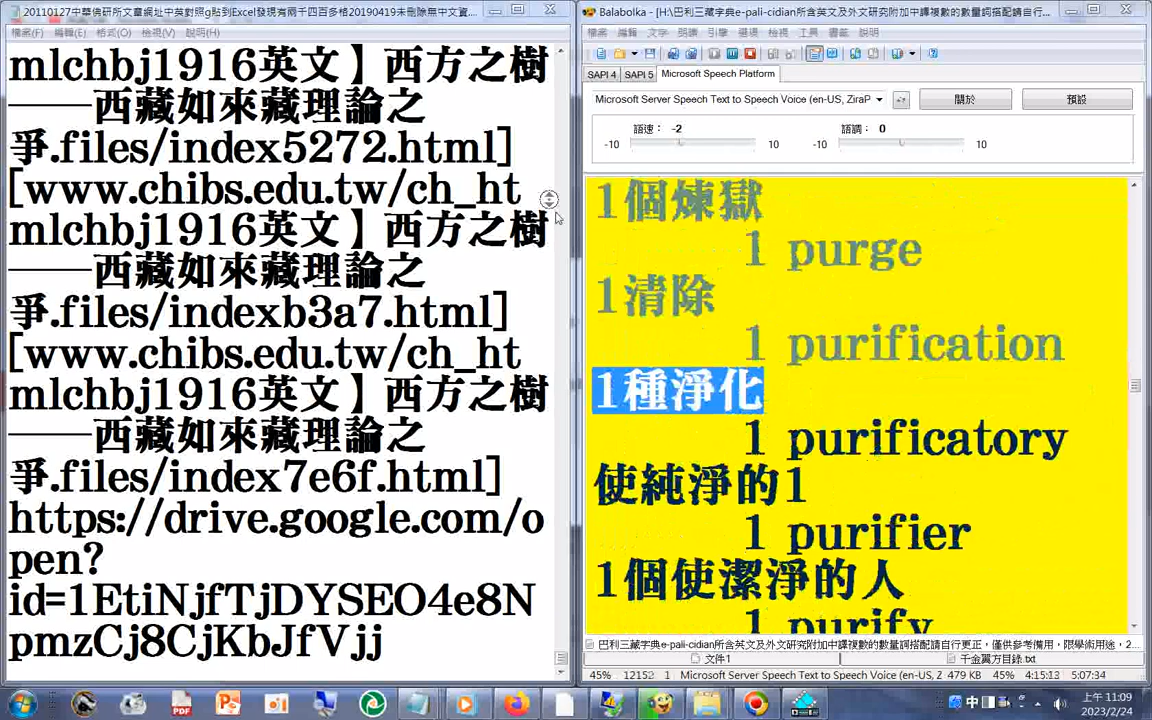 20110127中華佛研所文章網址中英對照g點到Excel發現有兩千四百多格20190419未刪除無中文資...
檔案(F) 編輯(E) 格式(O) 檢視(V) 說明(H)
mlchbj1916英文】西方之樹
——西藏如來藏理論之
爭.files/index5272.html]
[www.chibs.edu.tw/ch_ht
mlchbj1916英文】西方之樹
——西藏如來藏理論之
爭.files/indexb3a7.html]
[www.chibs.edu.tw/ch_ht
mlchbj1916英文】西方之樹
——西藏如來藏理論之
爭.files/index7e6f.html]
https://drive.google.com/o
pen?
id=1EtiNjfTjDYSEO4e8N
pmzCj8CjKbJfVjj
Balabolka - [H:\巴利三藏字典e-pali-cidian所含英文及外文研究附加中譯複數的數量詞搭配請自行...
檔案 編輯 文字 朗讀 引擎 選項 檢視 工具 書籤 說明
SAPI 4 SAPI 5 Microsoft Speech Platform
Microsoft Server Speech Text to Speech Voice (en-US, ZiraP
關於 預設
語速： -2 語調： 0
-10 10 -10 10
1個煉獄
1 purge
1清除
1 purification
1種淨化
1 purificatory
使純淨的1
1 purifier
1個使潔淨的人
1 purify
巴利三藏字典e-pali-cidian所含英文及外文研究附加中譯複數的數量詞搭配請自行更正，僅供參考備用，限學術用途，2...
文件1 千金翼方目錄.txt
45% 12152 Microsoft Server Speech Text to Speech Voice (en-US, Z 479 KB 45% 4:15:13 5:07:34
上午 11:09
2023/2/24